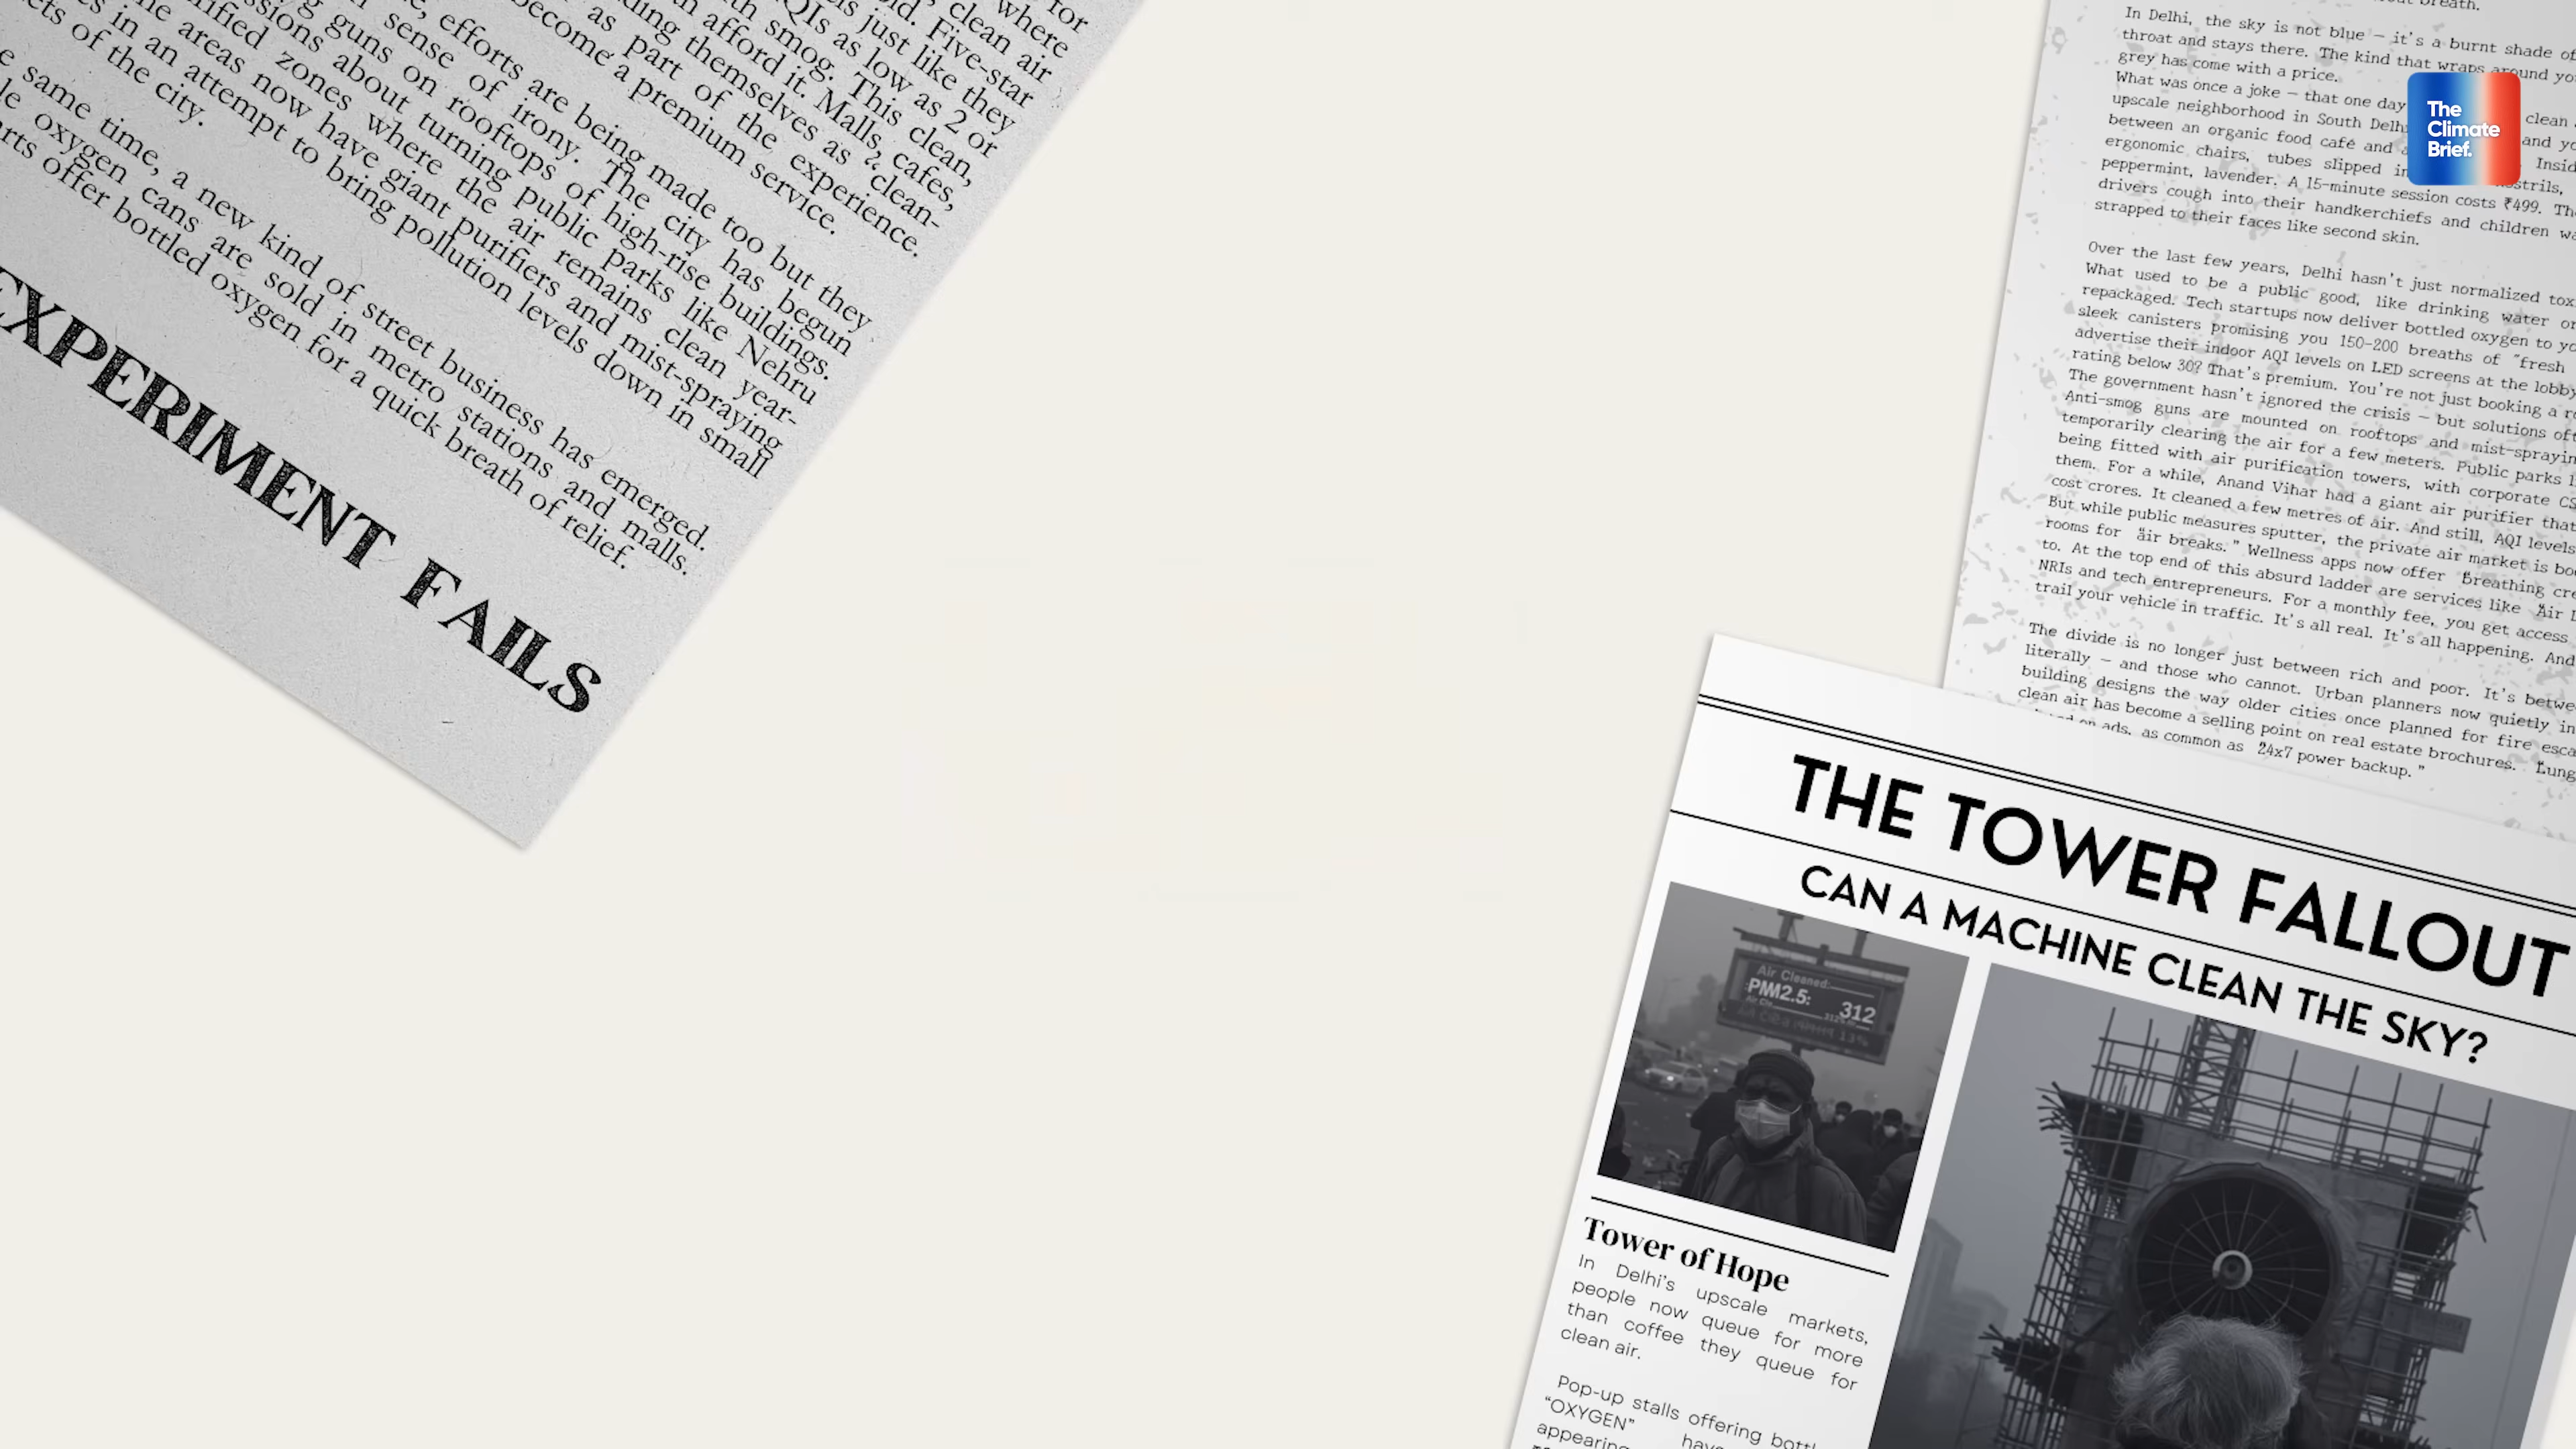 for
where
clean air
Five-star
just like they
AQIs as low as 2 or
smog. This clean,
afford it. Malls, cafes,
themselves as “clean-
as part of the experience.
become a premium service.
efforts are being made too but they
sense of irony. The city has begun
guns on rooftops of high-rise buildings.
about turning public parks like Nehru
zones where the air remains clean year-
areas now have giant purifiers and mist-spraying
in an attempt to bring pollution levels down in small
of the city.
same time, a new kind of street business has emerged.
oxygen cans are sold in metro stations and malls.
offer bottled oxygen for a quick breath of relief.
EXPERIMENT FAILS
breath.
In Delhi, the sky is not blue – it's a burnt shade of
throat and stays there. The kind that wraps around
grey has come with a price.
What was once a joke – that one day clean
upscale neighborhood in South and
between an organic food café and
ergonomic chairs, tubes slipped
peppermint, lavender. A 15-minute session costs ₹499.
drivers cough into their handkerchiefs and children
strapped to their faces like second skin.
Over the last few years, Delhi hasn't just normalized
What used to be a public good, like drinking water
repackaged. Tech startups now deliver bottled oxygen to
sleek canisters promising you 150-200 breaths of "fresh
advertise their indoor AQI levels on LED screens at the lobby
rating below 30? That's premium. You're not just booking a
The government hasn't ignored the crisis – but solutions
Anti-smog guns are mounted on rooftops and
temporarily clearing the air for a few meters. Public parks
being fitted with air purification towers, with corporate
them. For a while, Anand Vihar had a giant air purifier that
cost crores. It cleaned a few metres of air. And still, AQI levels
But while public measures sputter, the private air market is
rooms for "air breaks." Wellness apps now offer "breathing
to. At the top end of this absurd ladder are services like "Air
NRIs and tech entrepreneurs. For a monthly fee, you get access
trail your vehicle in traffic. It's all real. It's all happening. And
The divide is no longer just between rich and poor. It's
literally – and those who cannot. Urban planners now quietly
building designs the way older cities once planned for fire
clean air has become a selling point on real estate brochures. "Lung
on ads, as common as "24x7 power backup."
The
Climate
Brief.
THE TOWER FALLOUT
CAN A MACHINE CLEAN THE SKY?
Air Cleaned:
PM2.5: 312
Tower of Hope
In Delhi's upscale markets,
people now queue for more
than coffee they queue for
clean air.
Pop-up stalls offering
“OXYGEN”